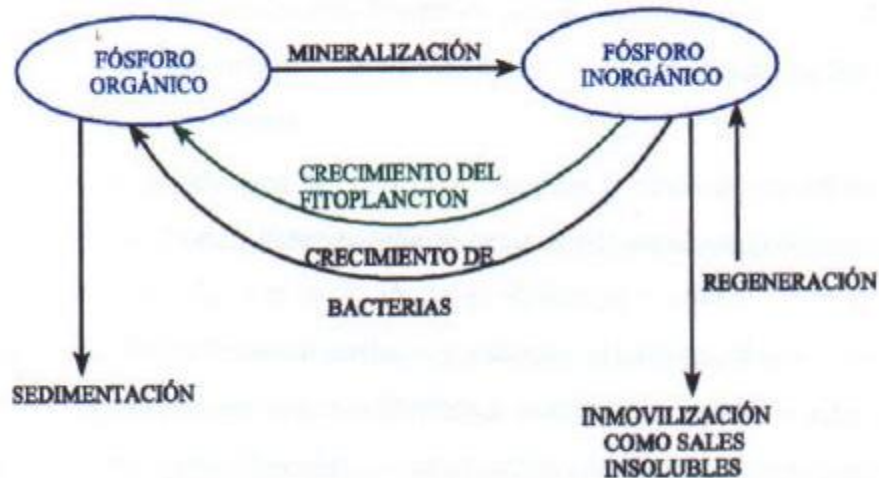 FÓSFORO
ORGÁNICO
MINERALIZACIÓN
FÓSFORO
INORGÁNICO
CRECIMIENTO DEL
FITOPLANCTON
CRECIMIENTO DE
BACTERIAS
REGENERACIÓN
SEDIMENTACIÓN
INMOVILIZACIÓN
COMO SALES
INSOLUBLES